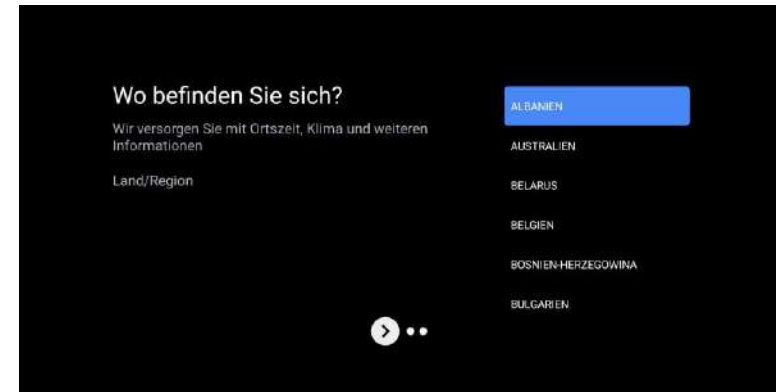 Wo befinden Sie sich?
Wir versorgen Sie mit Ortszeit, Klima und weiteren
Informationen
Land/Region
ALBANIEN
AUSTRALIEN
BELARUS
BELGIEN
BOSNIEN-HERZEGOWINA
BULGARIEN